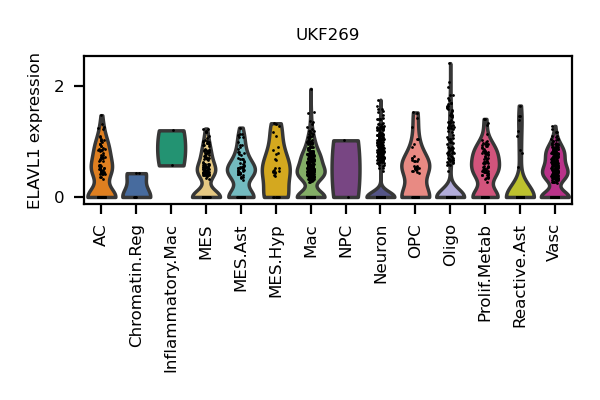 UKF269
ELAVL1 expression
2
0
AC
Chromatin.Reg
Inflammatory.Mac
MES
MES.Ast
MES.Hyp
Mac
NPC
Neuron
OPC
Oligo
Prolif.Metab
Reactive.Ast
Vasc